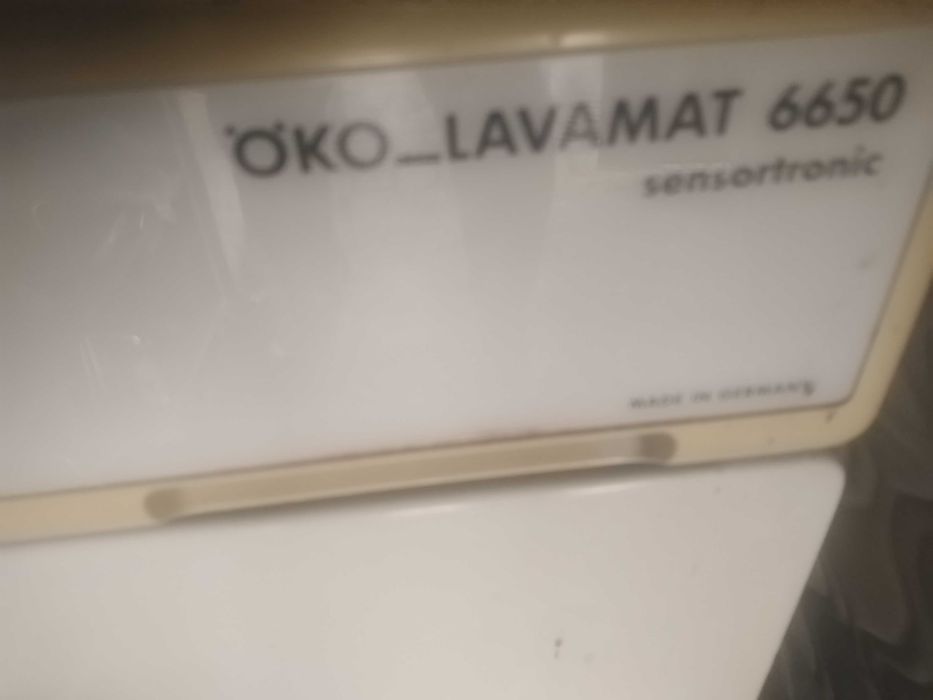 ÖKO_LAVAMAT 6650
sensortronic
MADE IN GERMANY